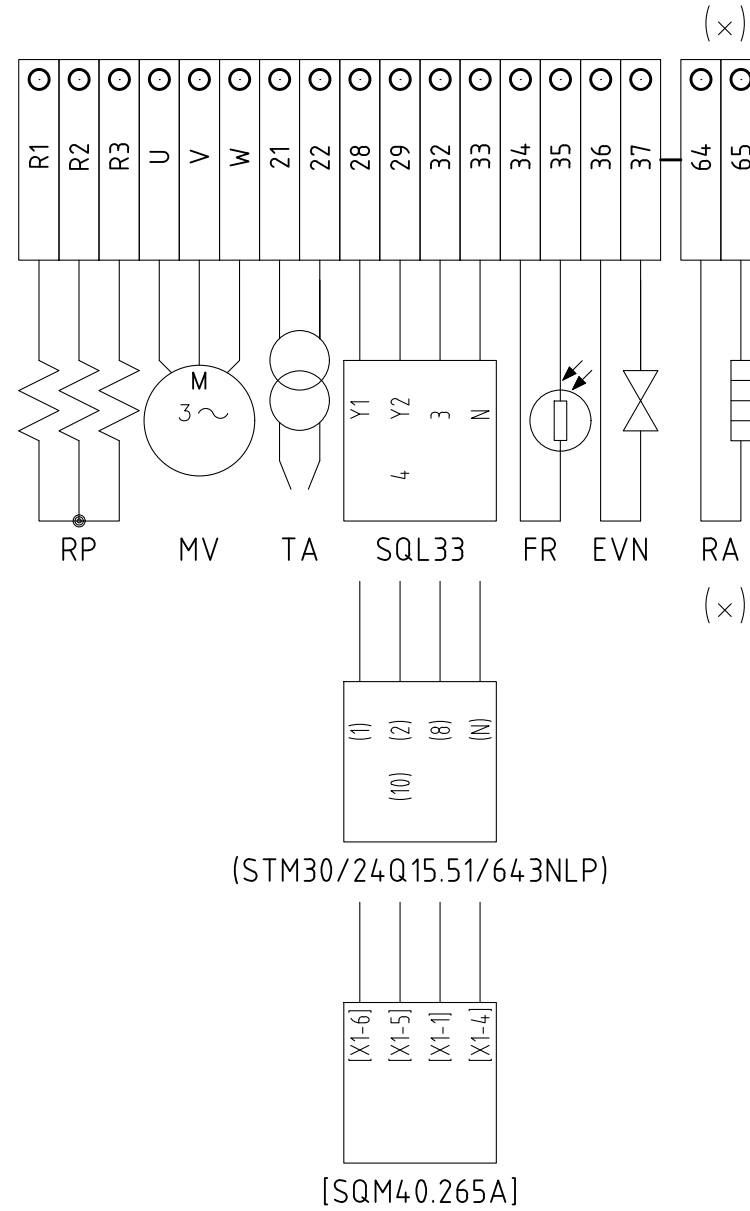 (×)
R1 R2 R3 U V W 21 22 28 29 32 33 34 35 36 37 64 65
M
3~
Y1 Y2 3 N
4
RP MV TA SQL33 FR EVN RA
(×)
(1) (2) (8) (N)
(10)
(STM30/24Q15.51/643NLP)
[X1-6] [X1-5] [X1-1] [X1-4]
[SQM40.265A]